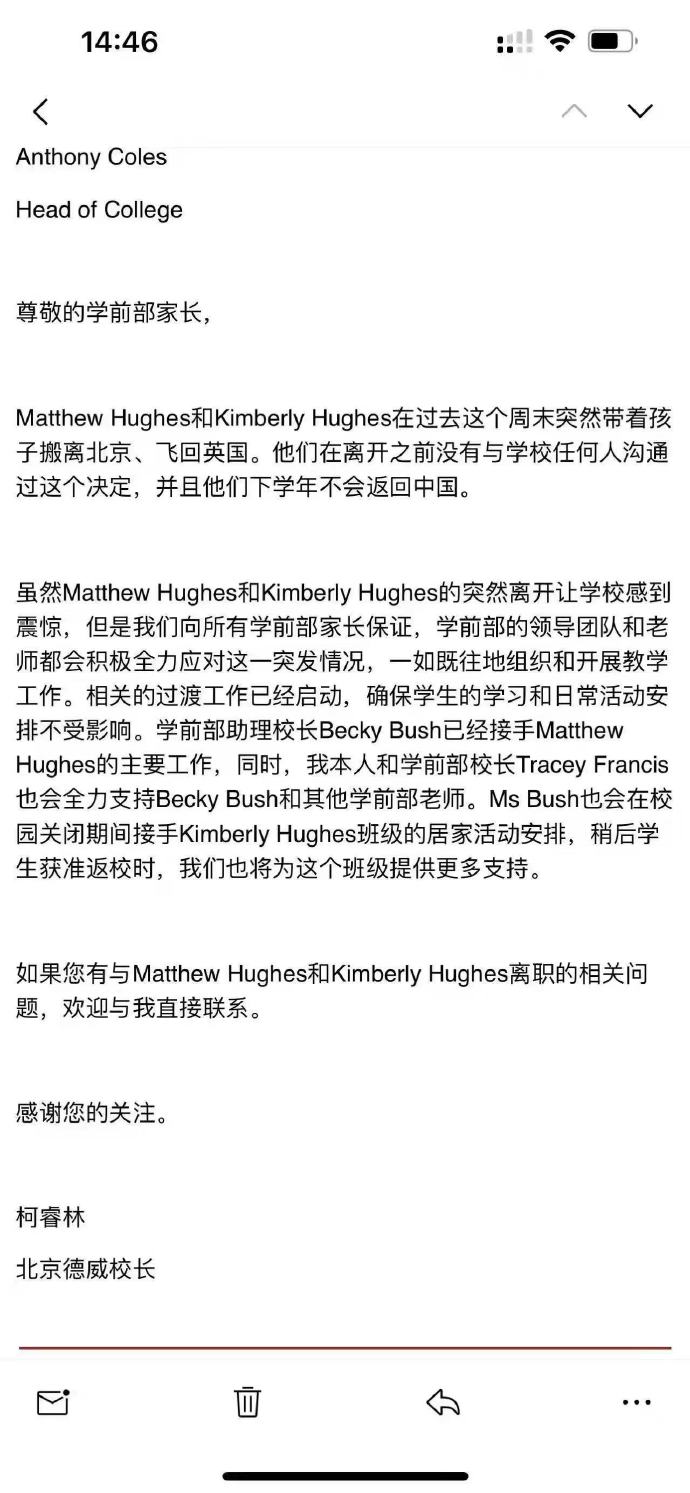 14:46
Anthony Coles
Head of College
尊敬的学前部家长，
Matthew Hughes和Kimberly Hughes在过去这个周末突然带着孩
子搬离北京、飞回英国。他们在离开之前没有与学校任何人沟通
过这个决定，并且他们下学年不会返回中国。
虽然Matthew Hughes和Kimberly Hughes的突然离开让学校感到
震惊，但是我们向所有学前部家长保证，学前部的领导团队和老
师都会积极全力应对这一突发情况，一如既往地组织和开展教学
工作。相关的过渡工作已经启动，确保学生的学习和日常活动安
排不受影响。学前部助理校长Becky Bush已经接手Matthew
Hughes的主要工作，同时，我本人和学前部校长Tracey Francis
也会全力支持Becky Bush和其他学前部老师。Ms Bush也会在校
园关闭期间接手Kimberly Hughes班级的居家活动安排，稍后学
生获准返校时，我们也将为这个班级提供更多支持。
如果您有与Matthew Hughes和Kimberly Hughes离职的相关问
题，欢迎与我直接联系。
感谢您的关注。
柯睿林
北京德威校长